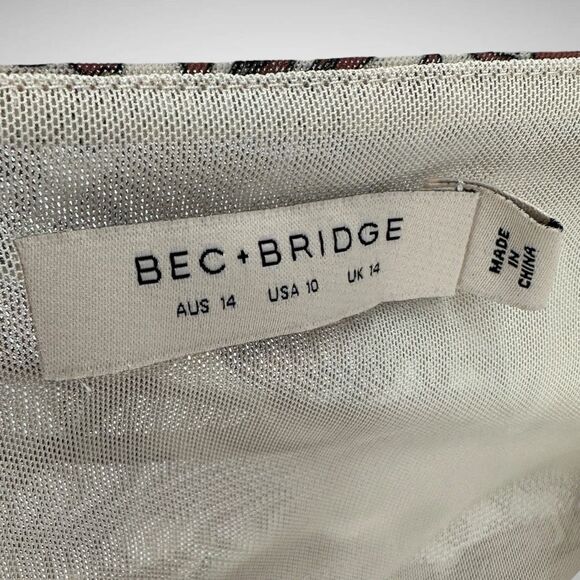 BEC+BRIDGE
AUS 14 USA 10 UK 14
MADE
IN
CHINA